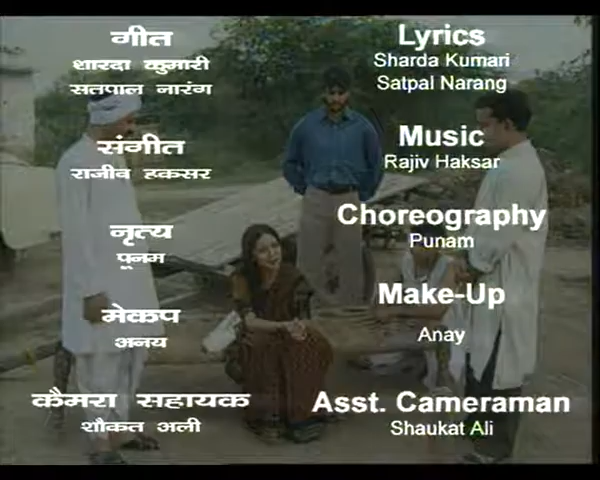 गीत
शारदा कुमारी
सतपाल नारंग
संगीत
राजीव हकसर
नृत्य
पूनम
मेकप
अनय
कैमरा सहायक
शौकत अली
Lyrics
Sharda Kumari
Satpal Narang
Music
Rajiv Haksar
Choreography
Punam
Make-Up
Anay
Asst. Cameraman
Shaukat Ali